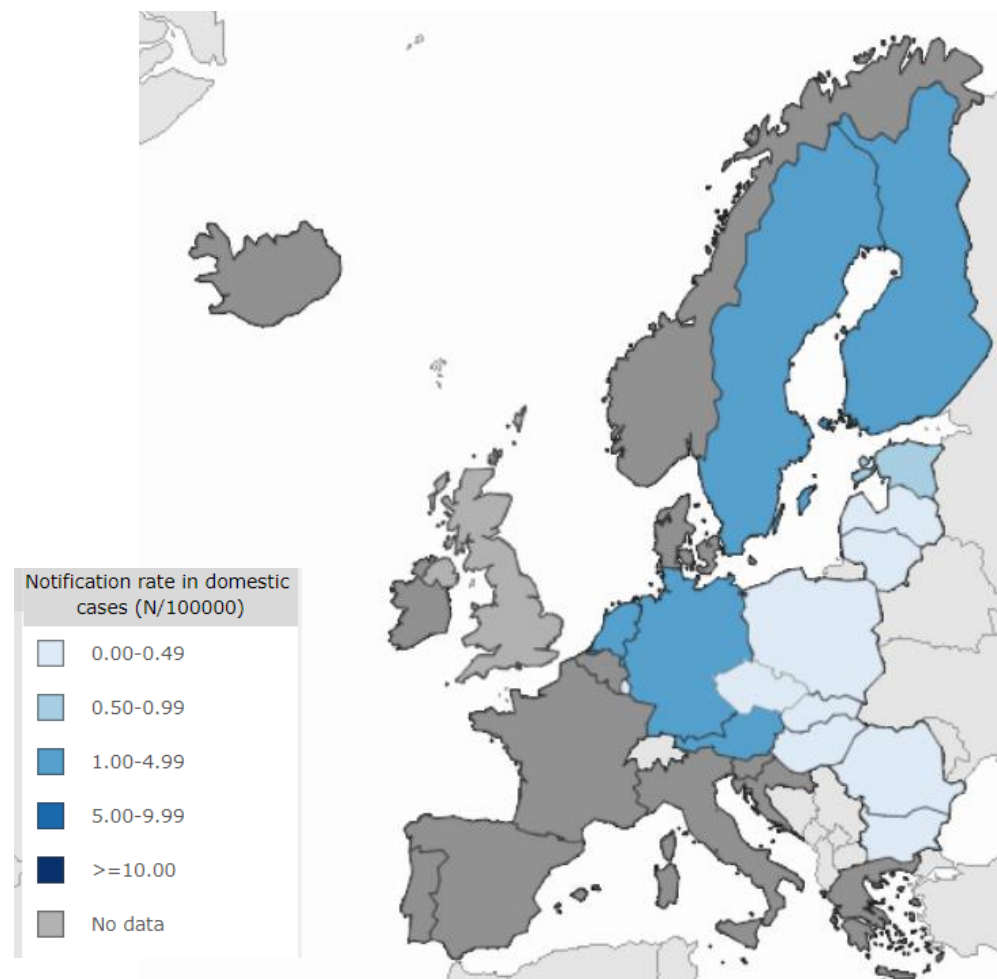 Notification rate in domestic
cases (N/100000)
0.00-0.49
0.50-0.99
1.00-4.99
5.00-9.99
>=10.00
No data